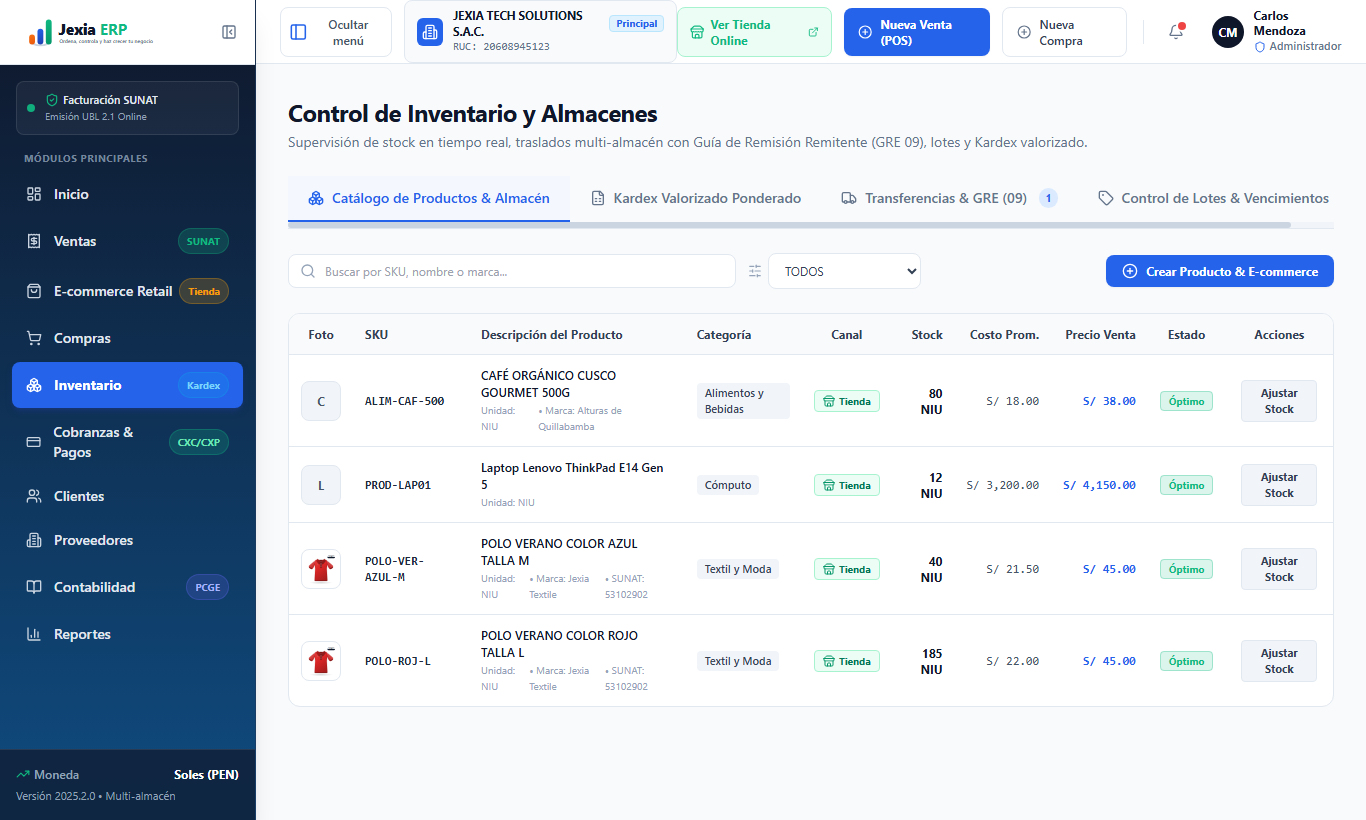 Jexia ERP
Ordena, controla y haz crecer tu negocio
Facturación SUNAT
Emisión UBL 2.1 Online
MÓDULOS PRINCIPALES
Inicio
Ventas
SUNAT
E-commerce Retail
Tienda
Compras
Inventario
Kardex
Cobranzas &
Pagos
CXC/CXP
Clientes
Proveedores
Contabilidad
PCGE
Reportes
Moneda
Soles (PEN)
Versión 2025.2.0 • Multi-almacén
Ocultar
menú
JEXIA TECH SOLUTIONS
S.A.C.
RUC: 20608945123
Principal
Ver Tienda
Online
Nueva Venta
(POS)
Nueva
Compra
CM
Carlos
Mendoza
Administrador
Control de Inventario y Almacenes
Supervisión de stock en tiempo real, traslados multi-almacén con Guía de Remisión Remitente (GRE 09), lotes y Kardex valorizado.
Catálogo de Productos & Almacén
Kardex Valorizado Ponderado
Transferencias & GRE (09)
1
Control de Lotes & Vencimientos
Buscar por SKU, nombre o marca...
TODOS
Crear Producto & E-commerce
Foto SKU Descripción del Producto Categoría Canal Stock Costo Prom. Precio Venta Estado Acciones
C
ALIM-CAF-500
CAFÉ ORGÁNICO CUSCO
GOURMET 500G
Unidad:
NIU
• Marca: Alturas de
Quillabamba
Alimentos y
Bebidas
Tienda
80
NIU
S/ 18.00
S/ 38.00
Óptimo
Ajustar
Stock
L
PROD-LAP01
Laptop Lenovo ThinkPad E14 Gen
5
Unidad: NIU
Cómputo
Tienda
12
NIU
S/ 3,200.00
S/ 4,150.00
Óptimo
Ajustar
Stock
POLO-VER-
AZUL-M
POLO VERANO COLOR AZUL
TALLA M
Unidad:
NIU
• Marca: Jexia
Textile
• SUNAT:
53102902
Textil y Moda
Tienda
40
NIU
S/ 21.50
S/ 45.00
Óptimo
Ajustar
Stock
POLO-ROJ-L
POLO VERANO COLOR ROJO
TALLA L
Unidad:
NIU
• Marca: Jexia
Textile
• SUNAT:
53102902
Textil y Moda
Tienda
185
NIU
S/ 22.00
S/ 45.00
Óptimo
Ajustar
Stock